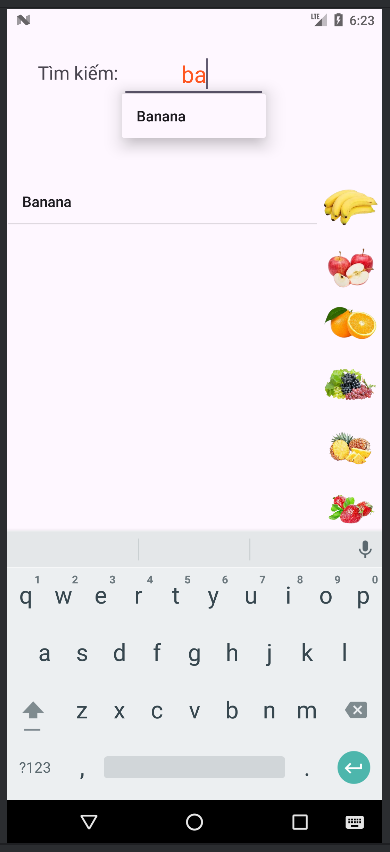 LTE 6:23
Tìm kiếm: ba
Banana
Banana
1 2 3 4 5 6 7 8 9 0
q w e r t y u i o p
a s d f g h j k l
z x c v b n m
?123 , .